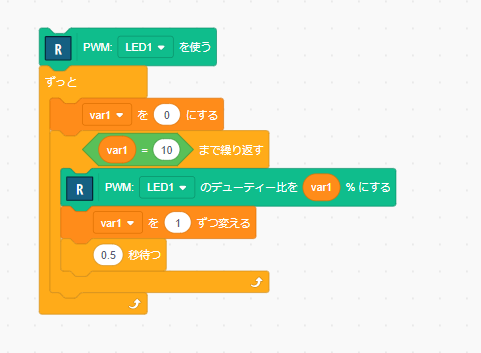 R PWM: LED1 を使う
ずっと
var1 を 0 にする
var1 = 10 まで繰り返す
R PWM: LED1 のデューティー比を var1 % にする
var1 を 1 ずつ変える
0.5 秒待つ